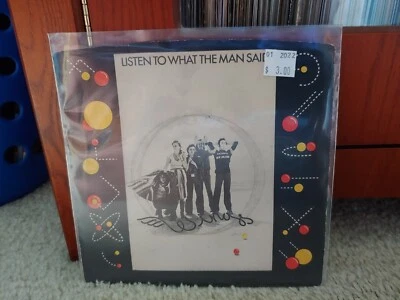 LISTEN TO WHAT THE MAN SAID
01 2022
$ 3.00
Wings